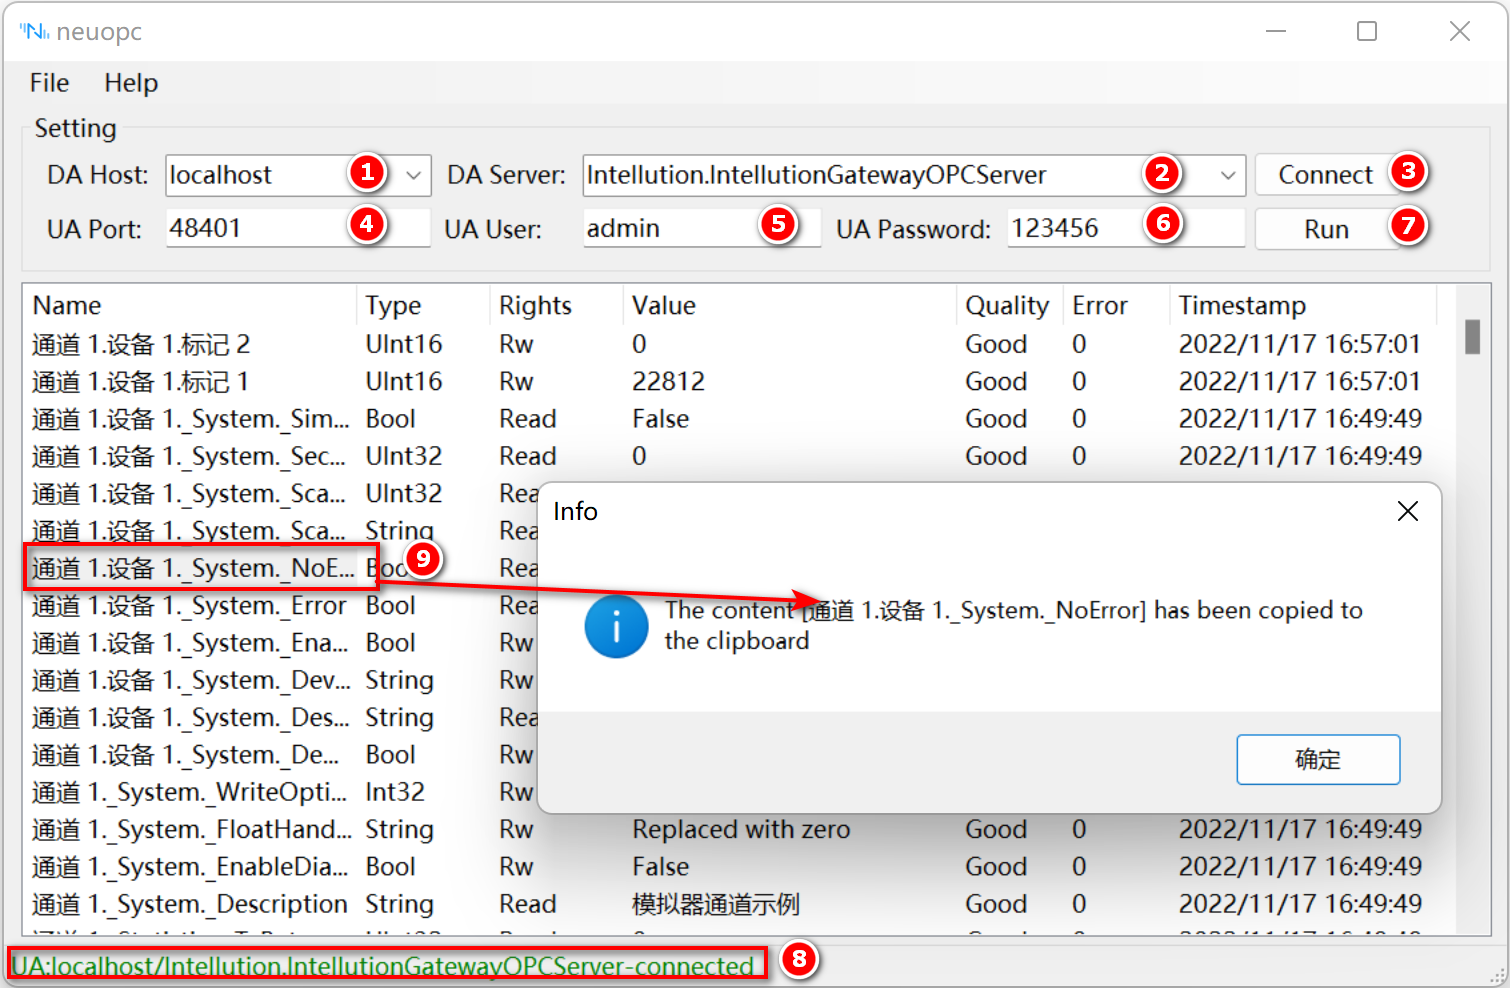 neuopc
File Help
Setting
DA Host: localhost 1 DA Server: Intellution.IntellutionGatewayOPCServer 2 Connect 3
UA Port: 48401 4 UA User: admin 5 UA Password: 123456 6 Run 7
Name Type Rights Value Quality Error Timestamp
通道 1.设备 1.标记 2 UInt16 Rw 0 Good 0 2022/11/17 16:57:01
通道 1.设备 1.标记 1 UInt16 Rw 22812 Good 0 2022/11/17 16:57:01
通道 1.设备 1._System._Sim... Bool Read False Good 0 2022/11/17 16:49:49
通道 1.设备 1._System._Sec... UInt32 Read 0 Good 0 2022/11/17 16:49:49
通道 1.设备 1._System._Sca... UInt32 Rea
通道 1.设备 1._System._Sca... String Rea
通道 1.设备 1._System._NoE... Boo 9 Rea
通道 1.设备 1._System._Error Bool Rea
通道 1.设备 1._System._Ena... Bool Rw
通道 1.设备 1._System._Dev... String Rw
通道 1.设备 1._System._Des... String Rea
通道 1.设备 1._System._De... Bool Rw
通道 1._System._WriteOpti... Int32 Rw
通道 1._System._FloatHand... String Rw Replaced with zero Good 0 2022/11/17 16:49:49
通道 1._System._EnableDia... Bool Rw False Good 0 2022/11/17 16:49:49
通道 1._System._Description String Read 模拟器通道示例 Good 0 2022/11/17 16:49:49
Info
The content [通道 1.设备 1._System._NoError] has been copied to
the clipboard
确定
UA:localhost/Intellution.IntellutionGatewayOPCServer-connected 8